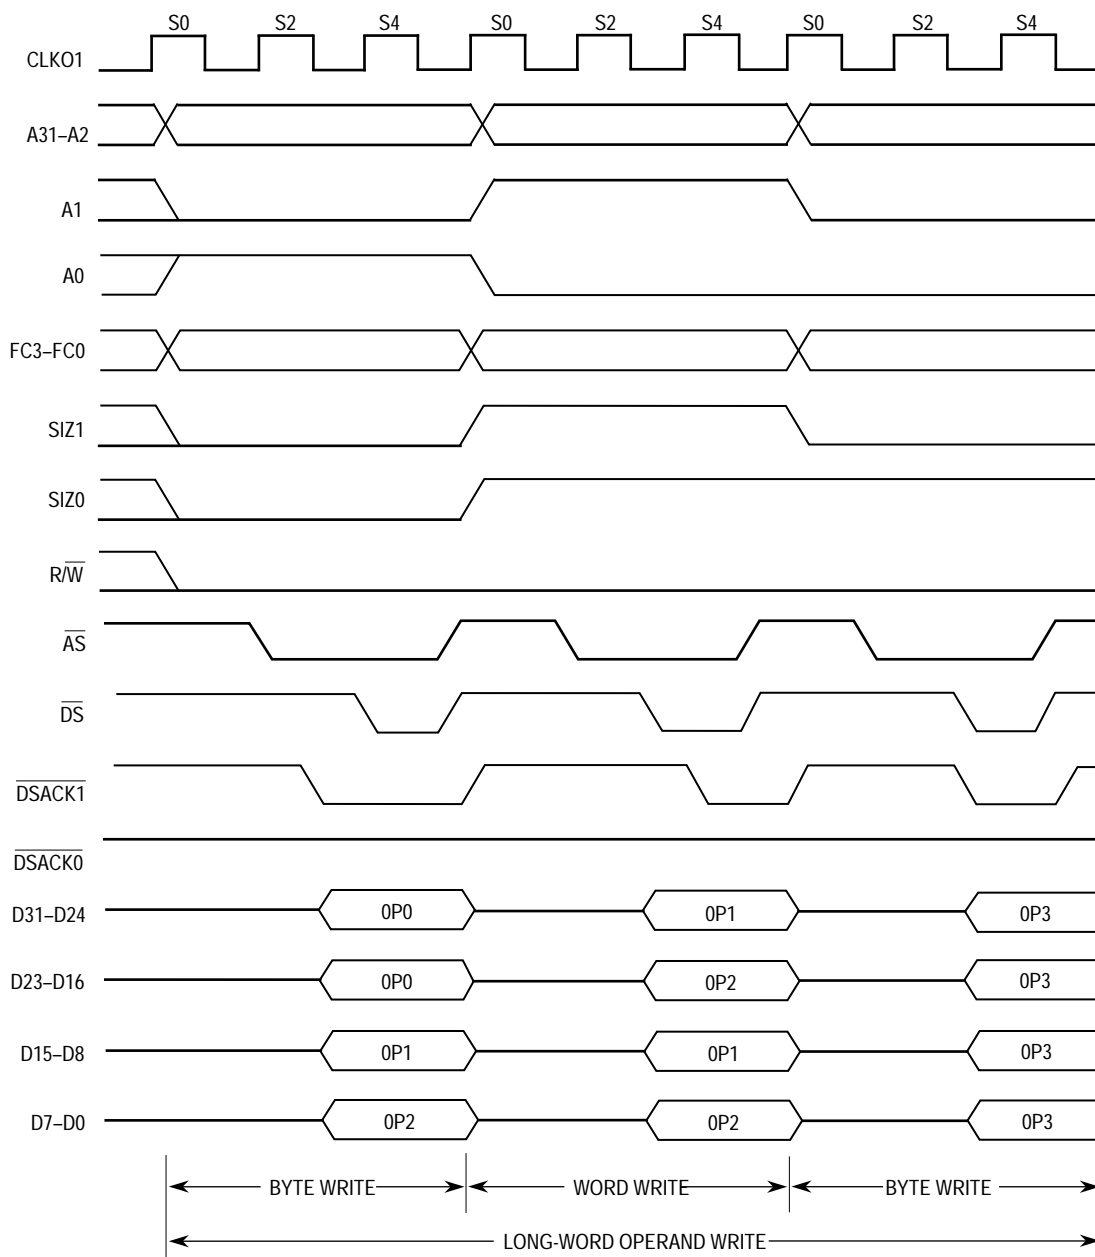 S0 S2 S4 S0 S2 S4 S0 S2 S4
CLKO1
A31–A2
A1
A0
FC3–FC0
SIZ1
SIZ0
R/W
AS
DS
DSACK1
DSACK0
D31–D24 0P0 0P1 0P3
D23–D16 0P0 0P2 0P3
D15–D8 0P1 0P1 0P3
D7–D0 0P2 0P2 0P3
BYTE WRITE WORD WRITE BYTE WRITE
LONG-WORD OPERAND WRITE